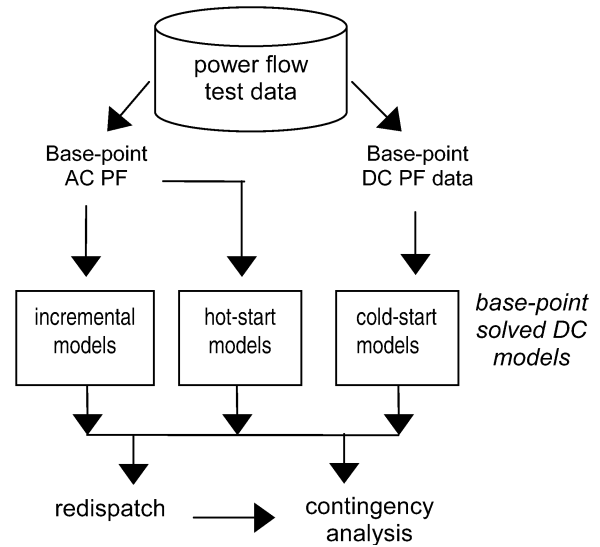 power flow
test data
Base-point
AC PF
Base-point
DC PF data
incremental
models
hot-start
models
cold-start
models
base-point
solved DC
models
redispatch
contingency
analysis